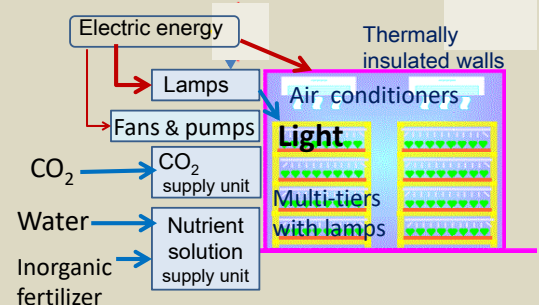 Electric energy
Thermally
insulated walls
Lamps
Air conditioners
Fans & pumps
Light
CO₂
CO₂
supply unit
Multi-tiers
with lamps
Water
Nutrient
solution
supply unit
Inorganic
fertilizer